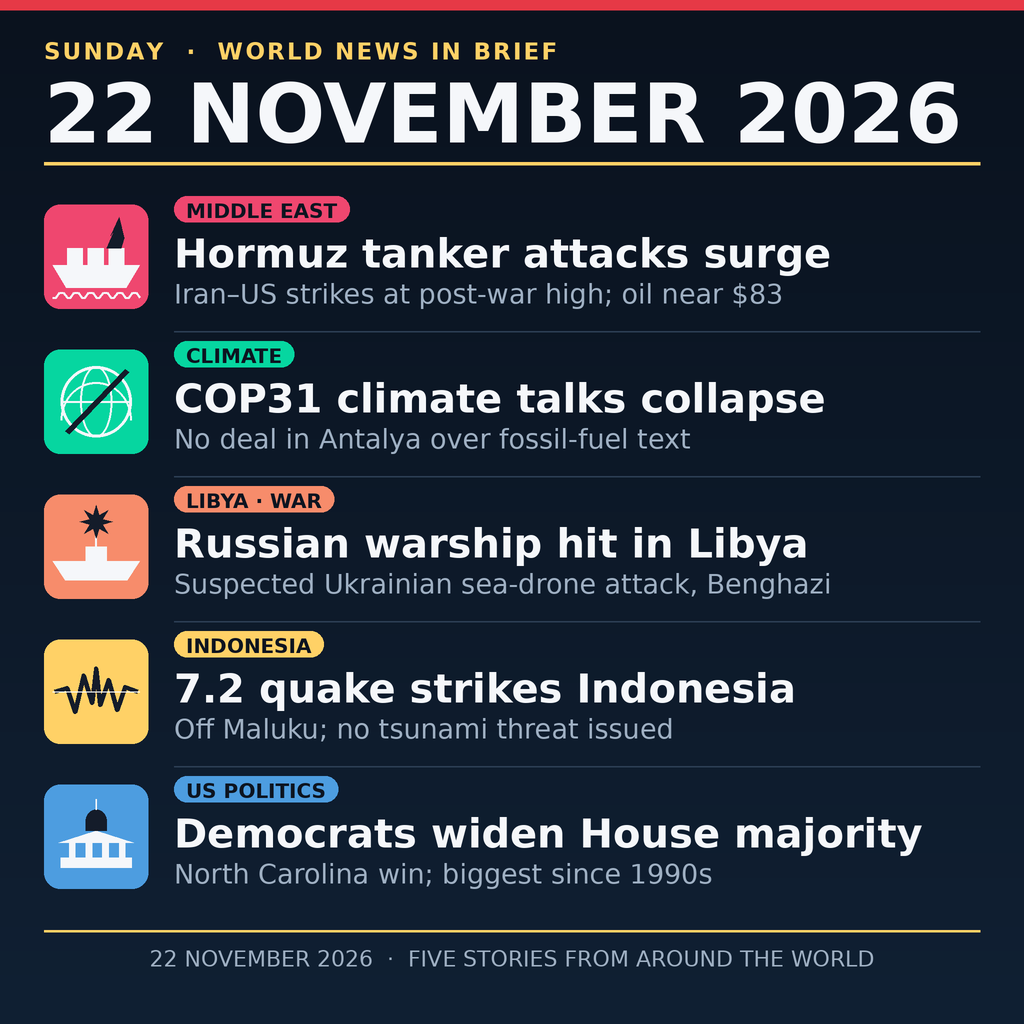 SUNDAY · WORLD NEWS IN BRIEF
22 NOVEMBER 2026
MIDDLE EAST
Hormuz tanker attacks surge
Iran–US strikes at post-war high; oil near $83
CLIMATE
COP31 climate talks collapse
No deal in Antalya over fossil-fuel text
LIBYA · WAR
Russian warship hit in Libya
Suspected Ukrainian sea-drone attack, Benghazi
INDONESIA
7.2 quake strikes Indonesia
Off Maluku; no tsunami threat issued
US POLITICS
Democrats widen House majority
North Carolina win; biggest since 1990s
22 NOVEMBER 2026 · FIVE STORIES FROM AROUND THE WORLD